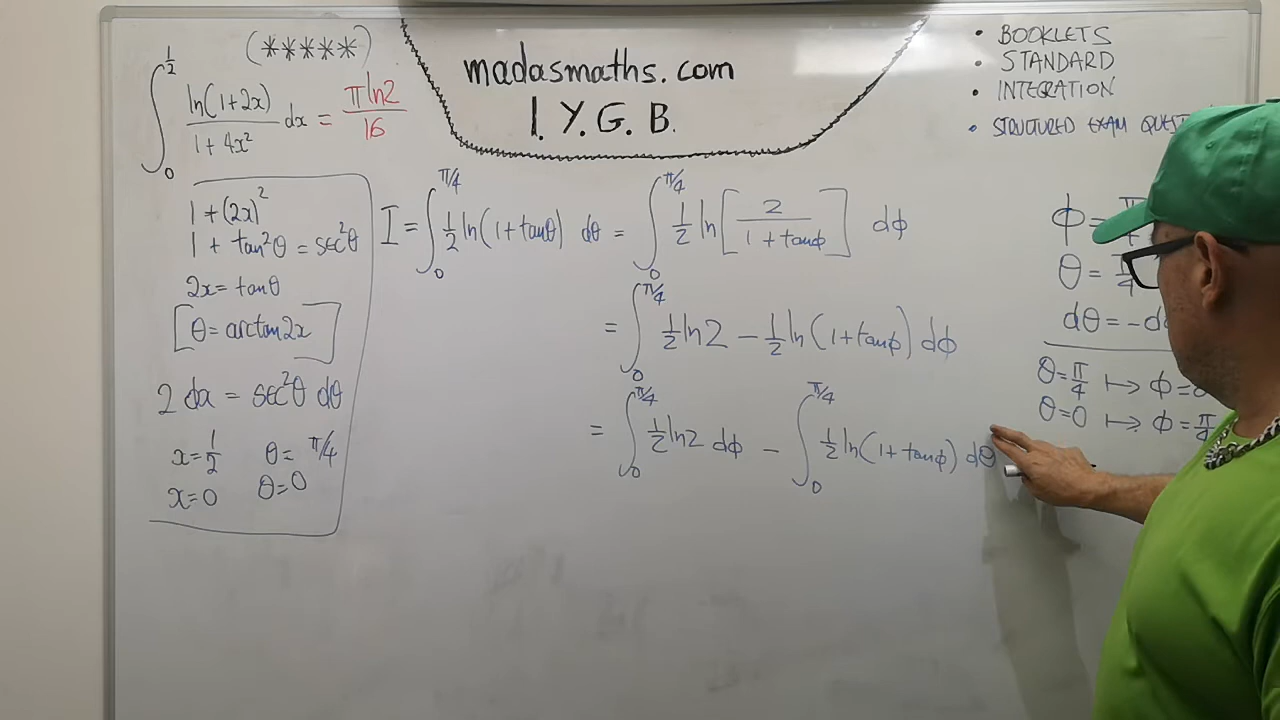 (*****)
∫₀^{1/2} ln(1+2x)/(1+4x²) dx = πln2/16
madasmaths.com
I.Y.G.B.
• BOOKLETS
• STANDARD
• INTEGRATION
• STRUCTURED EXAM
1+(2x)²
1+tan²θ = sec²θ
2x = tanθ
[θ = arctan2x]
2 dx = sec²θ dθ
x=1/2 θ= π/4
x=0 θ=0
I = ∫₀^{π/4} 1/2 ln(1+tanθ) dθ = ∫₀^{π/4} 1/2 ln[2/(1+tanφ)] dφ
= ∫₀^{π/4} 1/2 ln2 − 1/2 ln(1+tanφ) dφ
= ∫₀^{π/4} 1/2 ln2 dφ − ∫₀^{π/4} 1/2 ln(1+tanφ) dθ
φ =
θ =
dθ = −
θ=π/4 ↦ φ=0
θ=0 ↦ φ=π/4